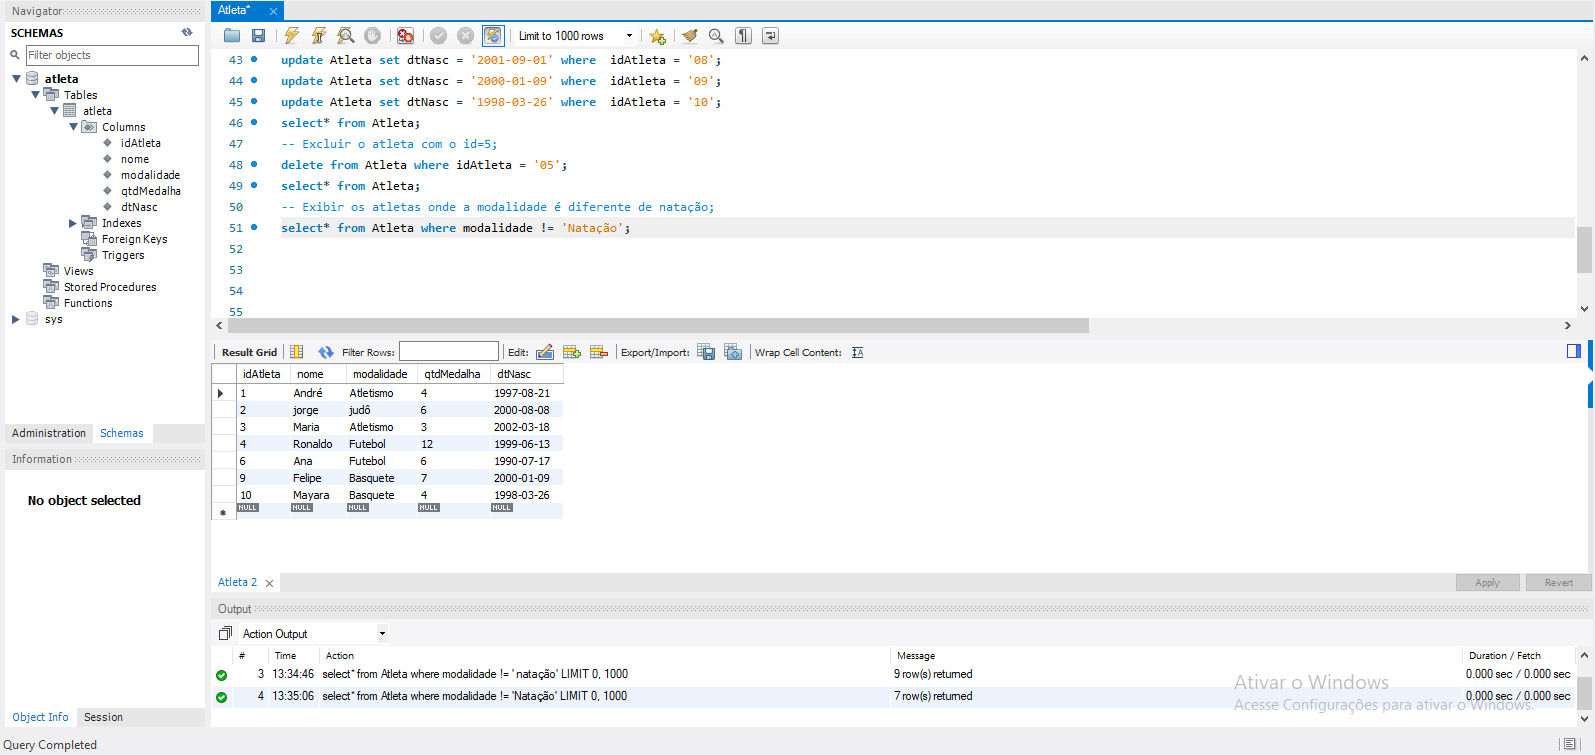 Navigator
SCHEMAS
Filter objects
atleta
Tables
atleta
Columns
idAtleta
nome
modalidade
qtdMedalha
dtNasc
Indexes
Foreign Keys
Triggers
Views
Stored Procedures
Functions
sys
Administration Schemas
Information
No object selected
Object Info Session
Query Completed
Atleta*
Limit to 1000 rows
43 update Atleta set dtNasc = '2001-09-01' where  idAtleta = '08';
44 update Atleta set dtNasc = '2000-01-09' where  idAtleta = '09';
45 update Atleta set dtNasc = '1998-03-26' where  idAtleta = '10';
46 select* from Atleta;
47 -- Excluir o atleta com o id=5;
48 delete from Atleta where idAtleta = '05';
49 select* from Atleta;
50 -- Exibir os atletas onde a modalidade é diferente de natação;
51 select* from Atleta where modalidade != 'Natação';
52
53
54
55
Result Grid Filter Rows: Edit: Export/Import: Wrap Cell Content:
idAtleta nome modalidade qtdMedalha dtNasc
1 André Atletismo 4 1997-08-21
2 jorge judô 6 2000-08-08
3 Maria Atletismo 3 2002-03-18
4 Ronaldo Futebol 12 1999-06-13
6 Ana Futebol 6 1990-07-17
9 Felipe Basquete 7 2000-01-09
10 Mayara Basquete 4 1998-03-26
NULL NULL NULL NULL NULL
Atleta 2
Apply Revert
Output
Action Output
# Time Action Message Duration / Fetch
3 13:34:46 select* from Atleta where modalidade != ' natação' LIMIT 0, 1000 9 row(s) returned 0.000 sec / 0.000 sec
4 13:35:06 select* from Atleta where modalidade != 'Natação' LIMIT 0, 1000 7 row(s) returned 0.000 sec / 0.000 sec
Ativar o Windows
Acesse Configurações para ativar o Windows.